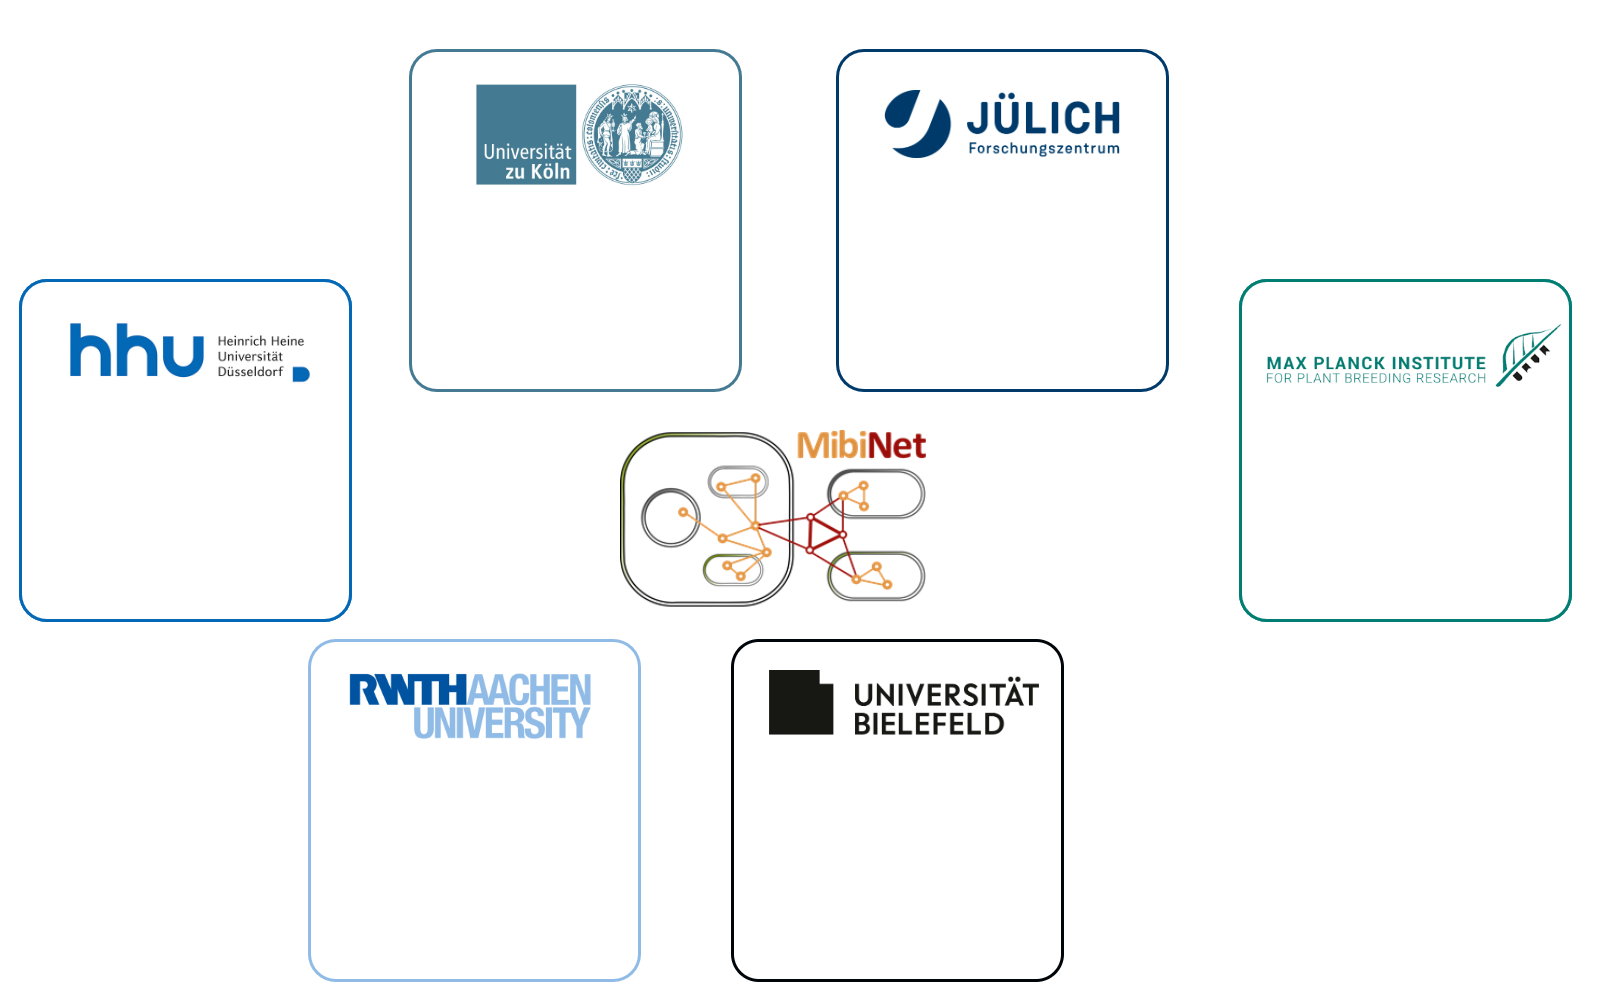 Universität
zu Köln
JÜLICH
Forschungszentrum
hhu
Heinrich Heine
Universität
Düsseldorf
MAX PLANCK INSTITUTE
FOR PLANT BREEDING RESEARCH
MibiNet
RWTHAACHEN
UNIVERSITY
UNIVERSITÄT
BIELEFELD